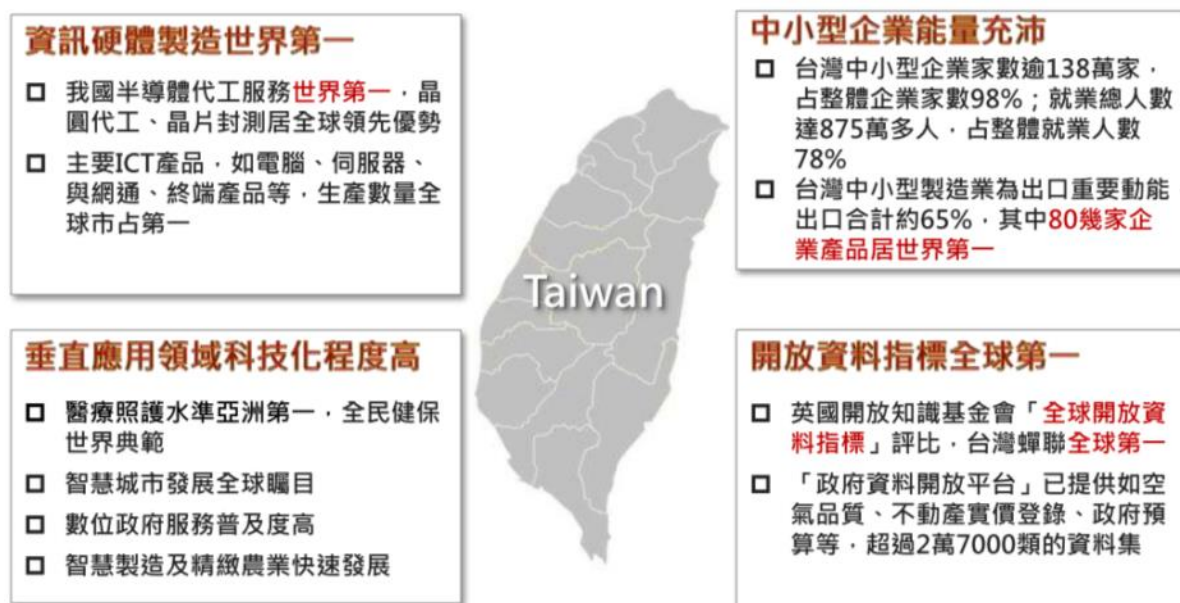 資訊硬體製造世界第一
我國半導體代工服務世界第一，晶
圓代工、晶片封測居全球領先優勢
主要ICT產品，如電腦、伺服器、
與網通、終端產品等，生產數量全
球市占第一
中小型企業能量充沛
台灣中小型企業家數逾138萬家，
占整體企業家數98%；就業總人數
達875萬多人，占整體就業人數
78%
台灣中小型製造業為出口重要動能
出口合計約65%，其中80幾家企
業產品居世界第一
Taiwan
垂直應用領域科技化程度高
醫療照護水準亞洲第一，全民健保
世界典範
智慧城市發展全球矚目
數位政府服務普及度高
智慧製造及精緻農業快速發展
開放資料指標全球第一
英國開放知識基金會「全球開放資
料指標」評比，台灣蟬聯全球第一
「政府資料開放平台」已提供如空
氣品質、不動產實價登錄、政府預
算等，超過2萬7000類的資料集